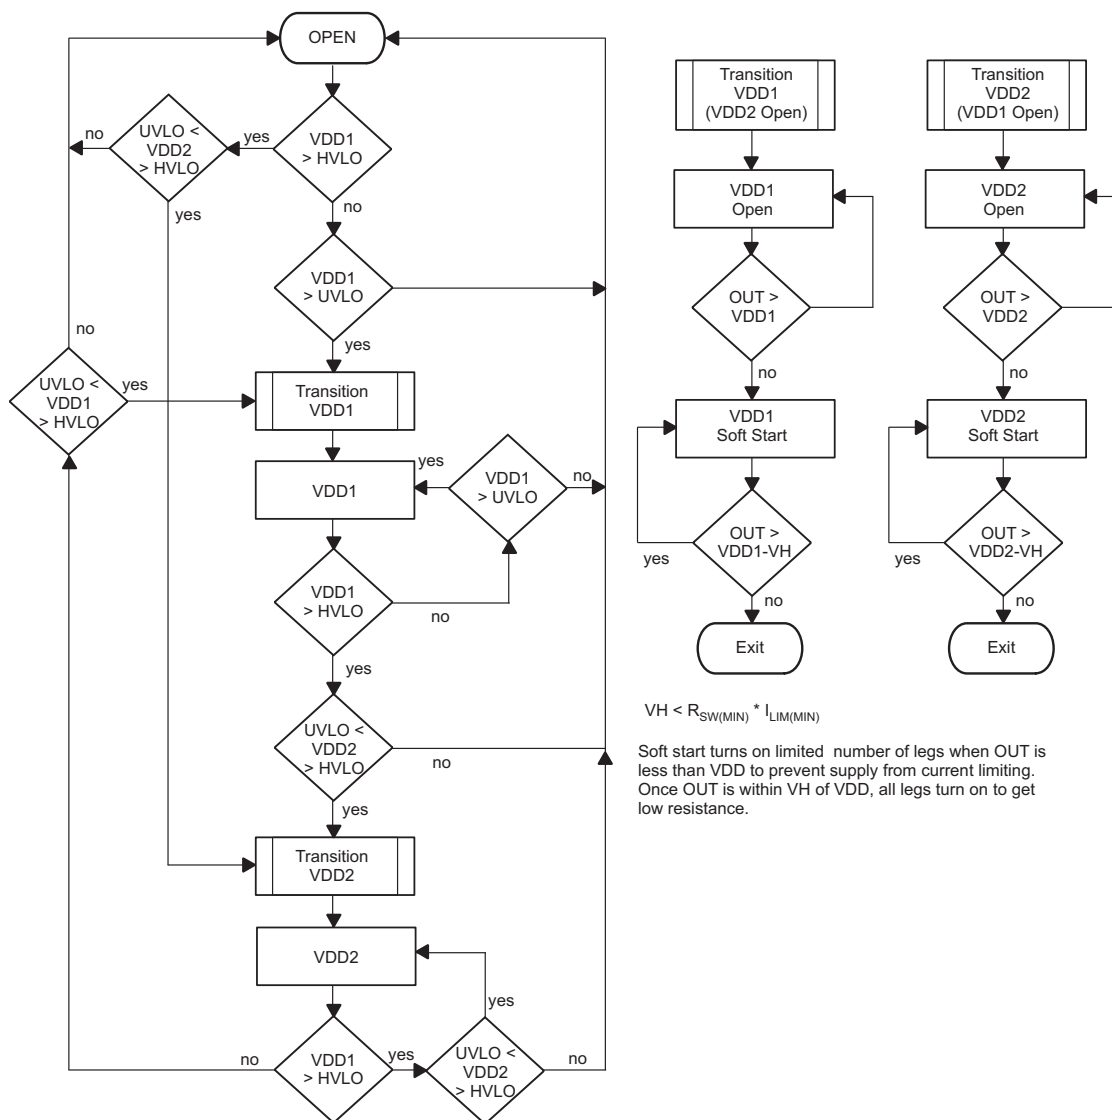 OPEN
no
UVLO <
VDD2
> HVLO
yes
VDD1
> HVLO
yes
no
VDD1
> UVLO
no
yes
UVLO <
VDD1
> HVLO
yes
Transition
VDD1
VDD1
yes
VDD1
> UVLO
no
VDD1
> HVLO
no
yes
UVLO <
VDD2
> HVLO
no
yes
Transition
VDD2
VDD2
yes
no
VDD1
> HVLO
yes
UVLO <
VDD2
> HVLO
no
Transition
VDD1
(VDD2 Open)
VDD1
Open
OUT >
VDD1
no
VDD1
Soft Start
OUT >
VDD1-VH
yes
no
Exit
Transition
VDD2
(VDD1 Open)
VDD2
Open
OUT >
VDD2
no
VDD2
Soft Start
OUT >
VDD2-VH
yes
no
Exit
VH < RSW(MIN) * ILIM(MIN)
Soft start turns on limited number of legs when OUT is
less than VDD to prevent supply from current limiting.
Once OUT is within VH of VDD, all legs turn on to get
low resistance.